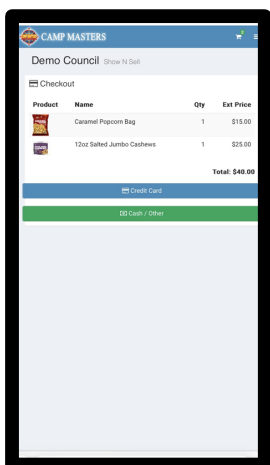 CAMP MASTERS
Demo Council Show N Sell
Checkout
Product Name Qty Ext Price
Caramel Popcorn Bag 1 $15.00
12oz Salted Jumbo Cashews 1 $25.00
Total: $40.00
Credit Card
Cash / Other